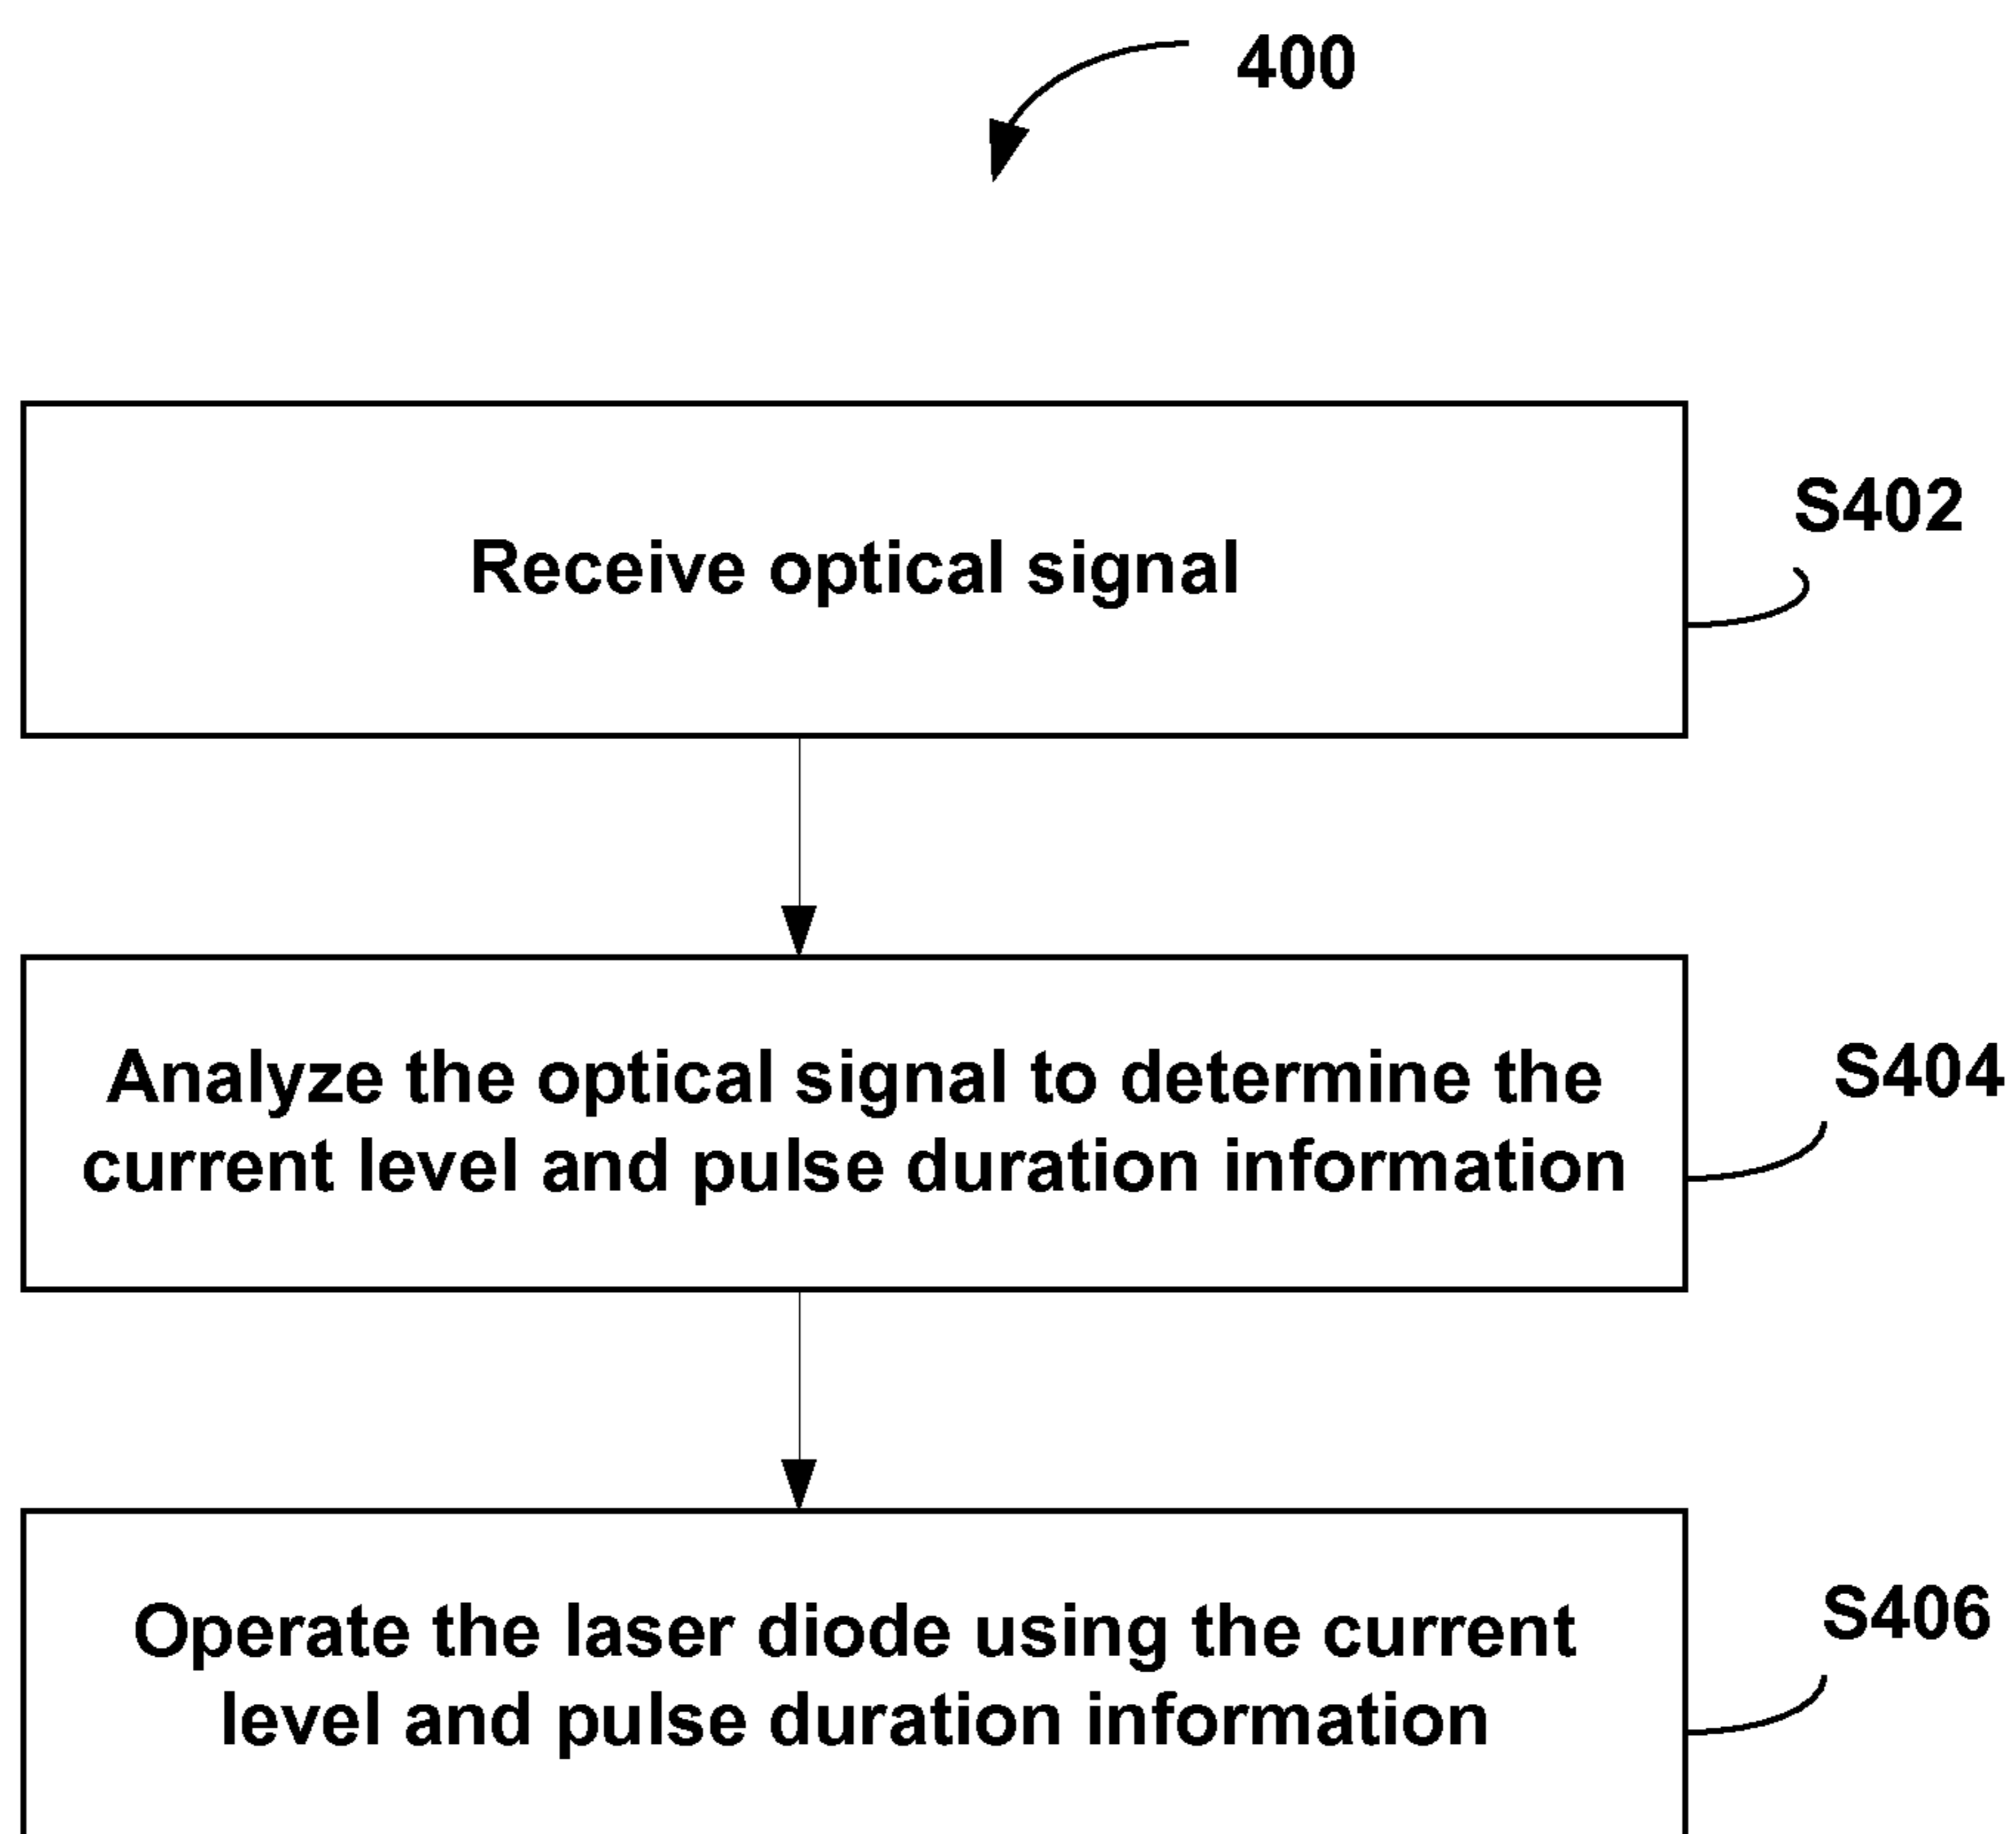 400
Receive optical signal
S402
Analyze the optical signal to determine the
current level and pulse duration information
S404
Operate the laser diode using the current
level and pulse duration information
S406